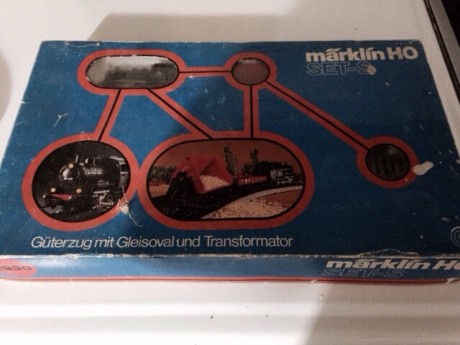 märklin HO
SET-S
Güterzug mit Gleisoval und Transformator
märklin HO
SET-S